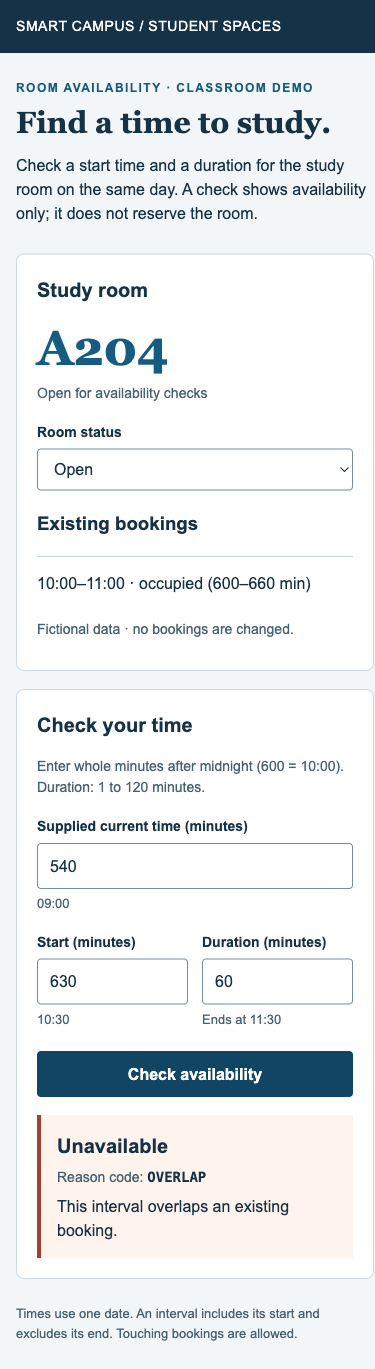 SMART CAMPUS / STUDENT SPACES
ROOM AVAILABILITY · CLASSROOM DEMO
Find a time to study.
Check a start time and a duration for the study
room on the same day. A check shows availability
only; it does not reserve the room.
Study room
A204
Open for availability checks
Room status
Open
Existing bookings
10:00–11:00 · occupied (600–660 min)
Fictional data · no bookings are changed.
Check your time
Enter whole minutes after midnight (600 = 10:00).
Duration: 1 to 120 minutes.
Supplied current time (minutes)
540
09:00
Start (minutes)
630
10:30
Duration (minutes)
60
Ends at 11:30
Check availability
Unavailable
Reason code: OVERLAP
This interval overlaps an existing
booking.
Times use one date. An interval includes its start and
excludes its end. Touching bookings are allowed.